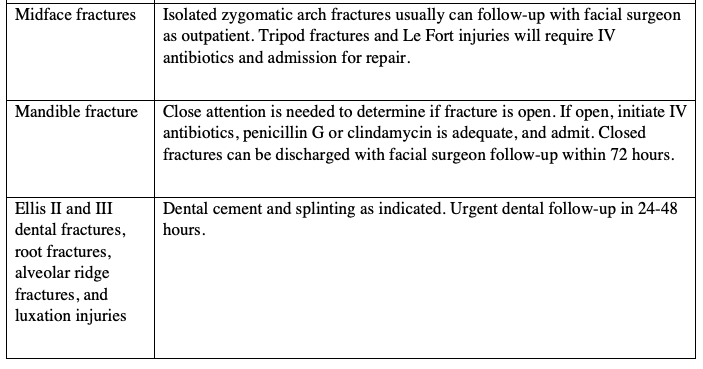 Midface fractures
Isolated zygomatic arch fractures usually can follow-up with facial surgeon
as outpatient. Tripod fractures and Le Fort injuries will require IV
antibiotics and admission for repair.
Mandible fracture
Close attention is needed to determine if fracture is open. If open, initiate IV
antibiotics, penicillin G or clindamycin is adequate, and admit. Closed
fractures can be discharged with facial surgeon follow-up within 72 hours.
Ellis II and III
dental fractures,
root fractures,
alveolar ridge
fractures, and
luxation injuries
Dental cement and splinting as indicated. Urgent dental follow-up in 24-48
hours.